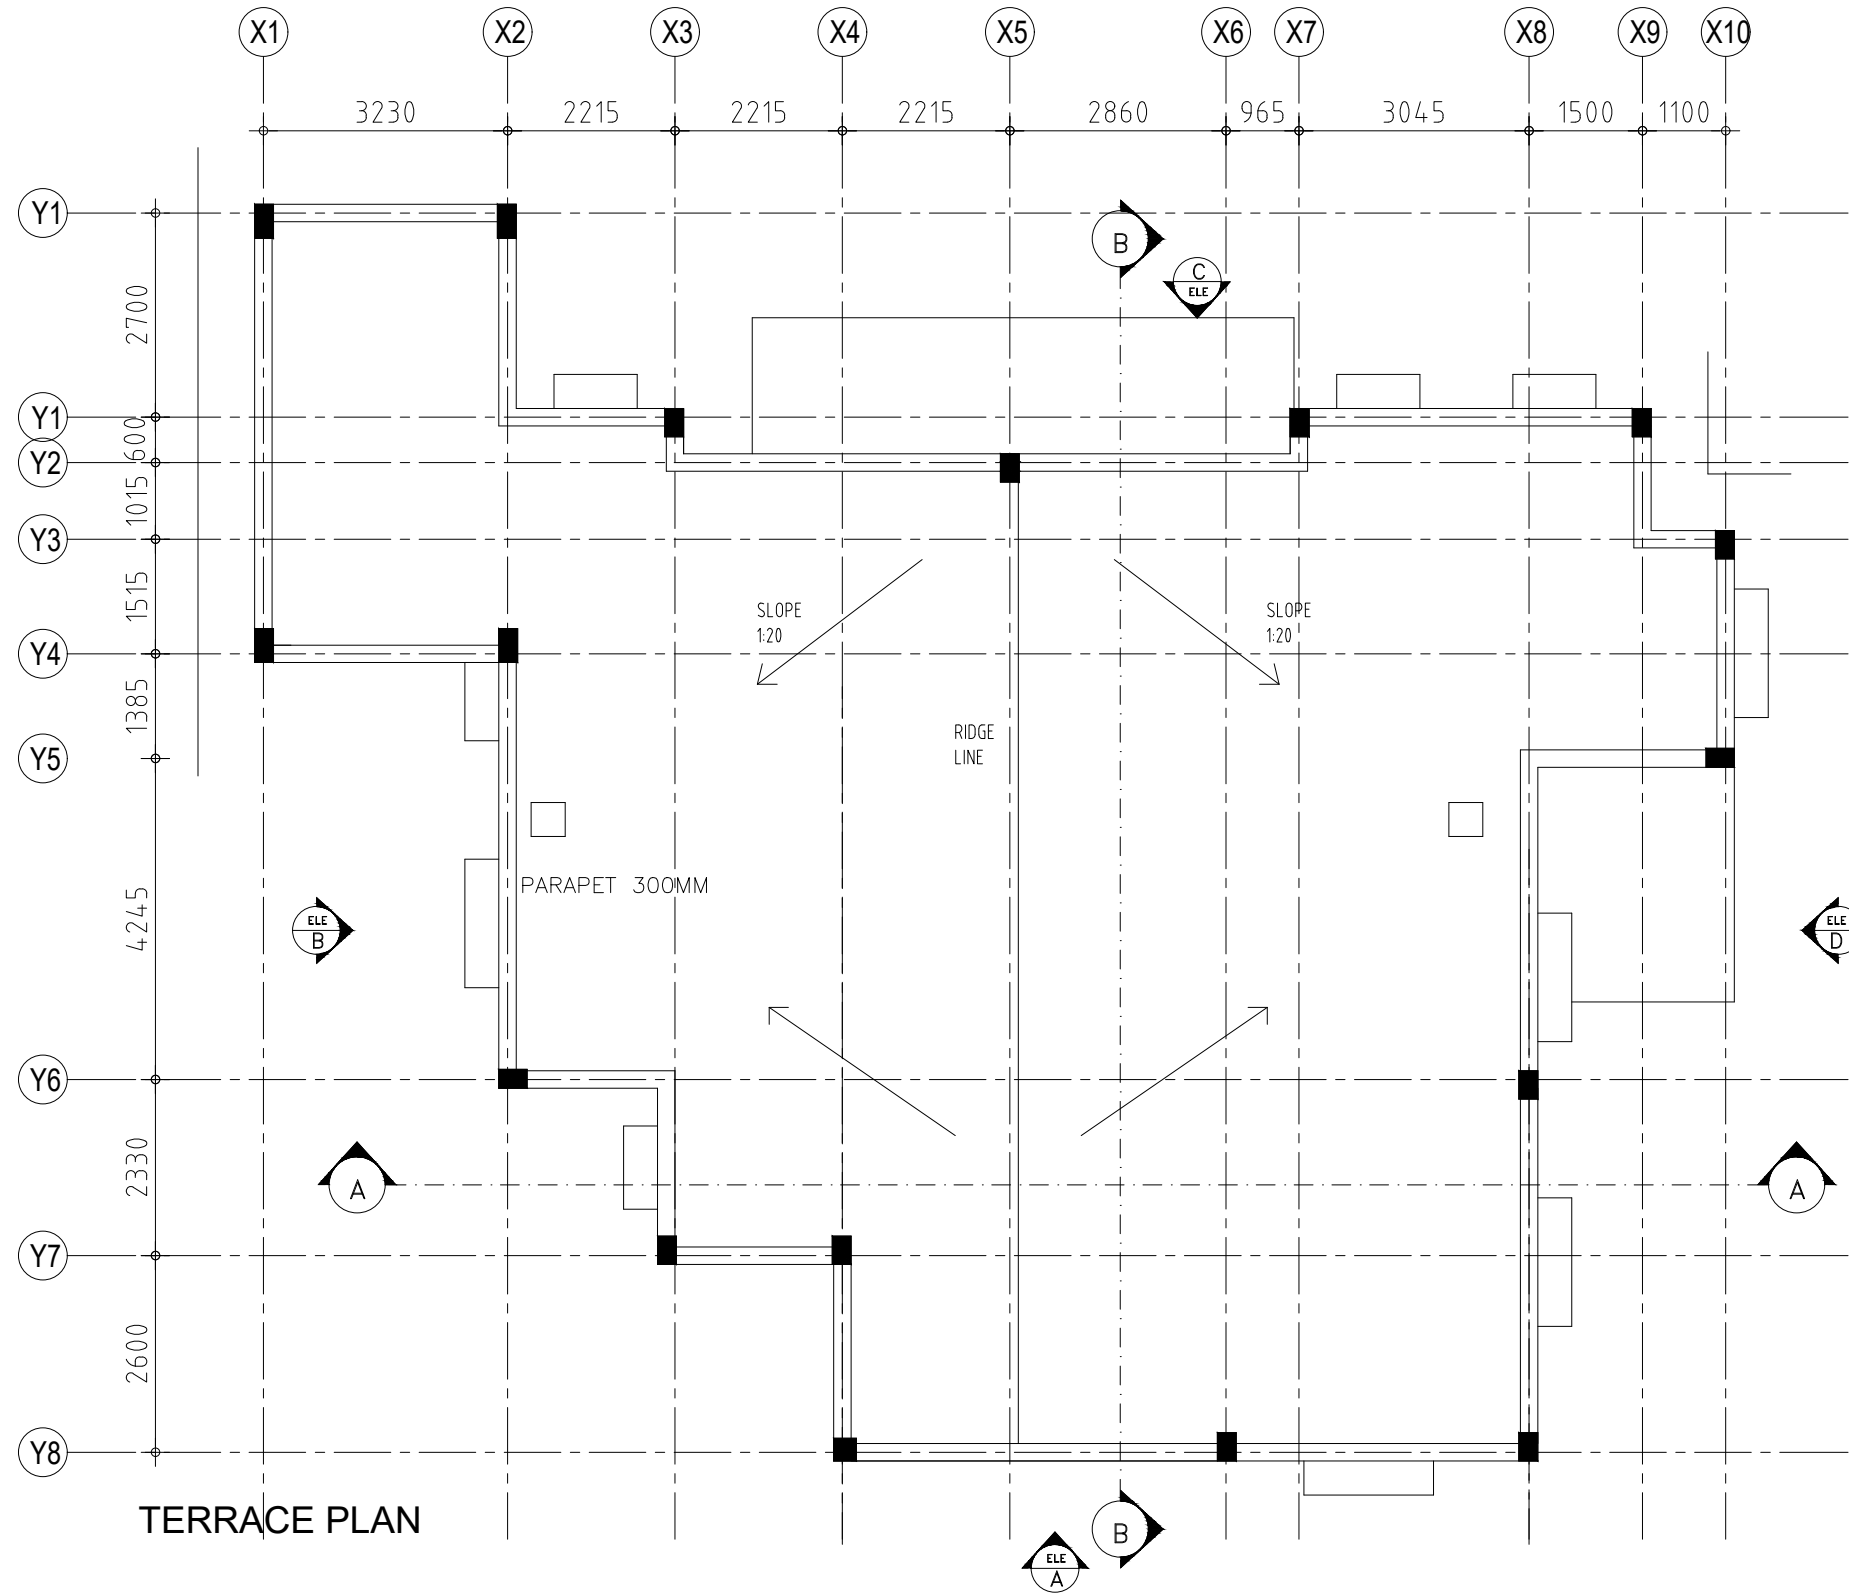 X1 X2 X3 X4 X5 X6 X7 X8 X9 X10
3230 2215 2215 2215 2860 965 3045 1500 1100
Y1
B
C
ELE
2700
Y1
600
Y2
1015
Y3
1515
SLOPE
1:20
SLOPE
1:20
Y4
1385
RIDGE
LINE
Y5
PARAPET 300MM
4245
ELE
B
ELE
D
Y6
2330
A
A
Y7
2600
Y8
TERRACE PLAN
B
ELE
A